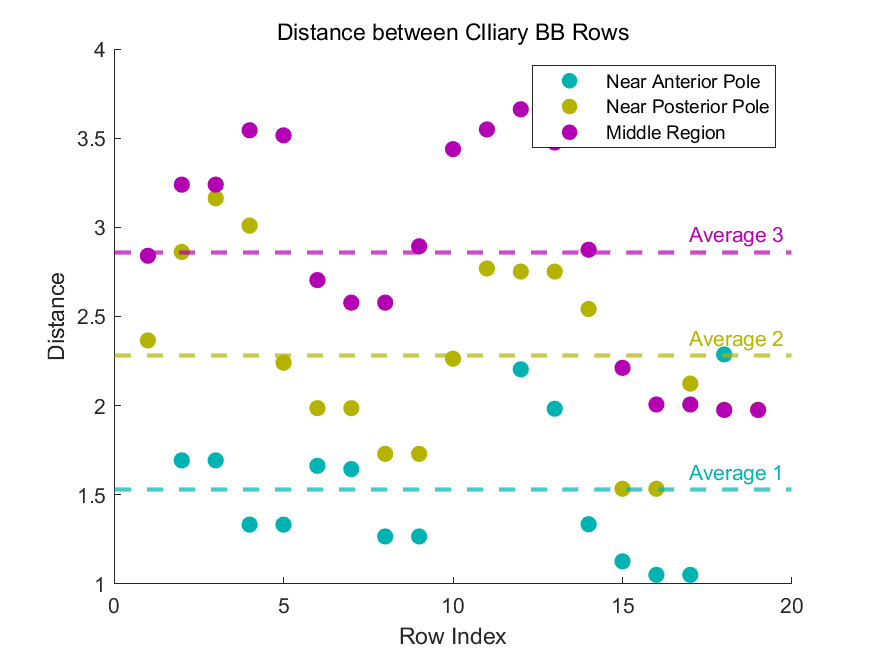 Distance between CIliary BB Rows
4
3.5
3
2.5
2
1.5
1
Distance
Near Anterior Pole
Near Posterior Pole
Middle Region
Average 3
Average 2
Average 1
0
5
10
15
20
Row Index